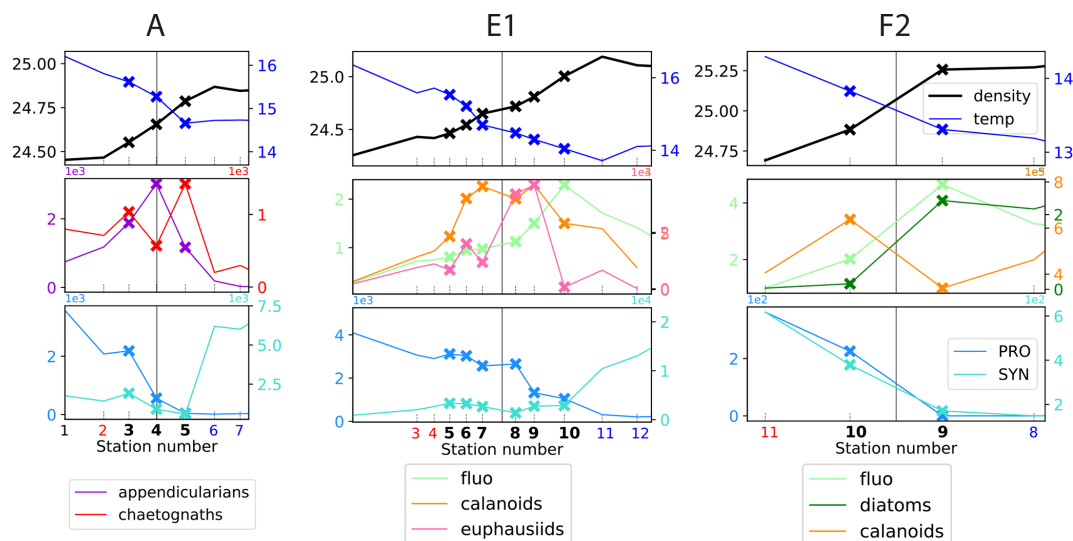 A E1 F2
25.00 16 25.0 16 25.25 14
24.75 15 25.00 density
24.50 14 24.5 14 24.75 temp 13
1e3 1e3 1e5
2 1 2 4 8
0 0 1 0 2 2
6
4
0
1e3 1e3 1e3 1e4 1e2 1e2
7.5 4 2 6
2 5.0 2 1 2 PRO 4
2.5 SYN
0 0 0 0 2
1 2 3 4 5 6 7 3 4 5 6 7 8 9 10 11 12 11 10 9 8
Station number Station number Station number
appendicularians fluo fluo
chaetognaths calanoids diatoms
euphausiids calanoids